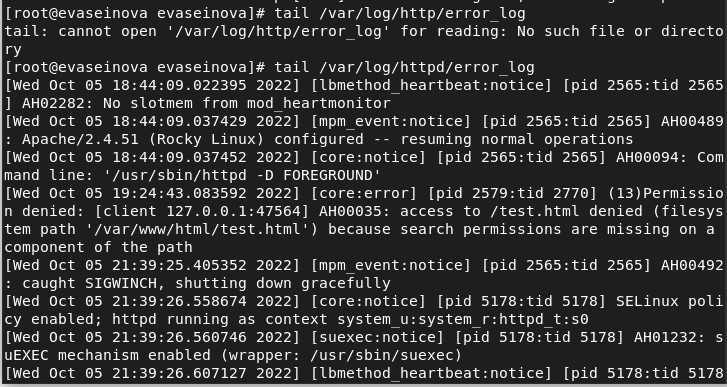 [root@evaseinova evaseinova]# tail /var/log/http/error_log
tail: cannot open '/var/log/http/error_log' for reading: No such file or directo
ry
[root@evaseinova evaseinova]# tail /var/log/httpd/error_log
[Wed Oct 05 18:44:09.022395 2022] [lbmethod_heartbeat:notice] [pid 2565:tid 2565
] AH02282: No slotmem from mod_heartmonitor
[Wed Oct 05 18:44:09.037429 2022] [mpm_event:notice] [pid 2565:tid 2565] AH00489
: Apache/2.4.51 (Rocky Linux) configured -- resuming normal operations
[Wed Oct 05 18:44:09.037452 2022] [core:notice] [pid 2565:tid 2565] AH00094: Com
mand line: '/usr/sbin/httpd -D FOREGROUND'
[Wed Oct 05 19:24:43.083592 2022] [core:error] [pid 2579:tid 2770] (13)Permissio
n denied: [client 127.0.0.1:47564] AH00035: access to /test.html denied (filesys
tem path '/var/www/html/test.html') because search permissions are missing on a
component of the path
[Wed Oct 05 21:39:25.405352 2022] [mpm_event:notice] [pid 2565:tid 2565] AH00492
: caught SIGWINCH, shutting down gracefully
[Wed Oct 05 21:39:26.558674 2022] [core:notice] [pid 5178:tid 5178] SELinux poli
cy enabled; httpd running as context system_u:system_r:httpd_t:s0
[Wed Oct 05 21:39:26.560746 2022] [suexec:notice] [pid 5178:tid 5178] AH01232: s
uEXEC mechanism enabled (wrapper: /usr/sbin/suexec)
[Wed Oct 05 21:39:26.607127 2022] [lbmethod_heartbeat:notice] [pid 5178:tid 5178